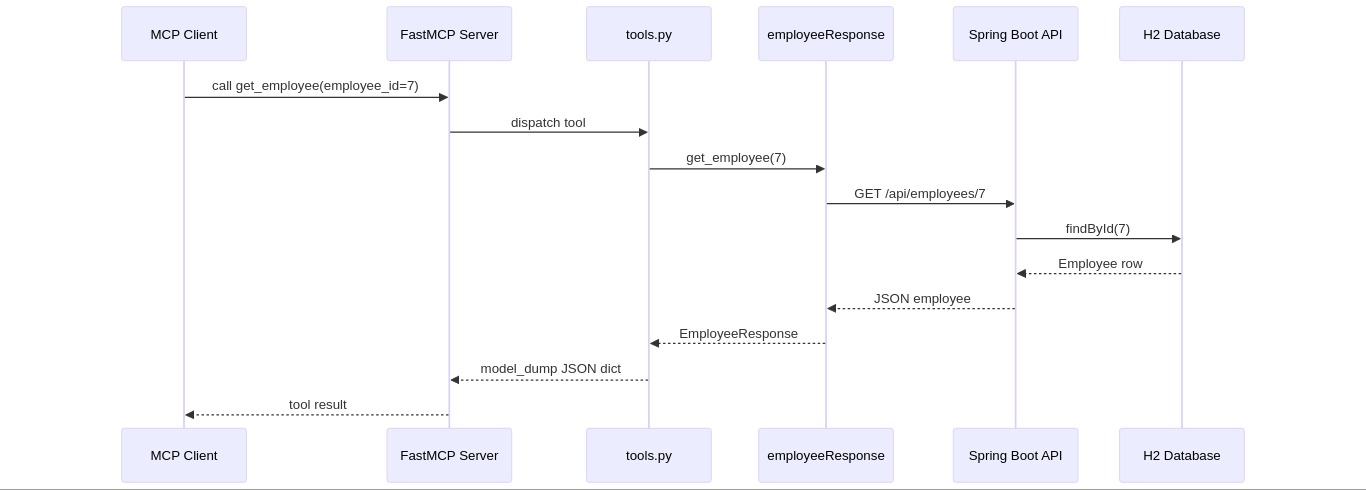 MCP Client
FastMCP Server
tools.py
employeeResponse
Spring Boot API
H2 Database
call get_employee(employee_id=7)
dispatch tool
get_employee(7)
GET /api/employees/7
findById(7)
Employee row
JSON employee
EmployeeResponse
model_dump JSON dict
tool result
MCP Client
FastMCP Server
tools.py
employeeResponse
Spring Boot API
H2 Database